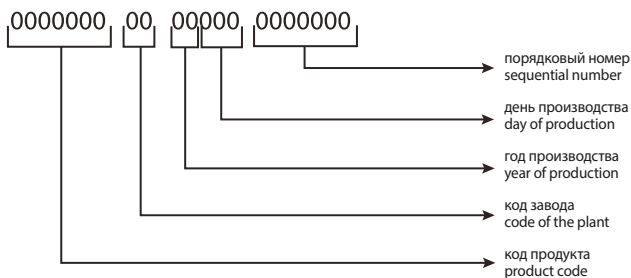 0000000 00 00000 0000000
порядковый номер
sequential number
день производства
day of production
год производства
year of production
код завода
code of the plant
код продукта
product code